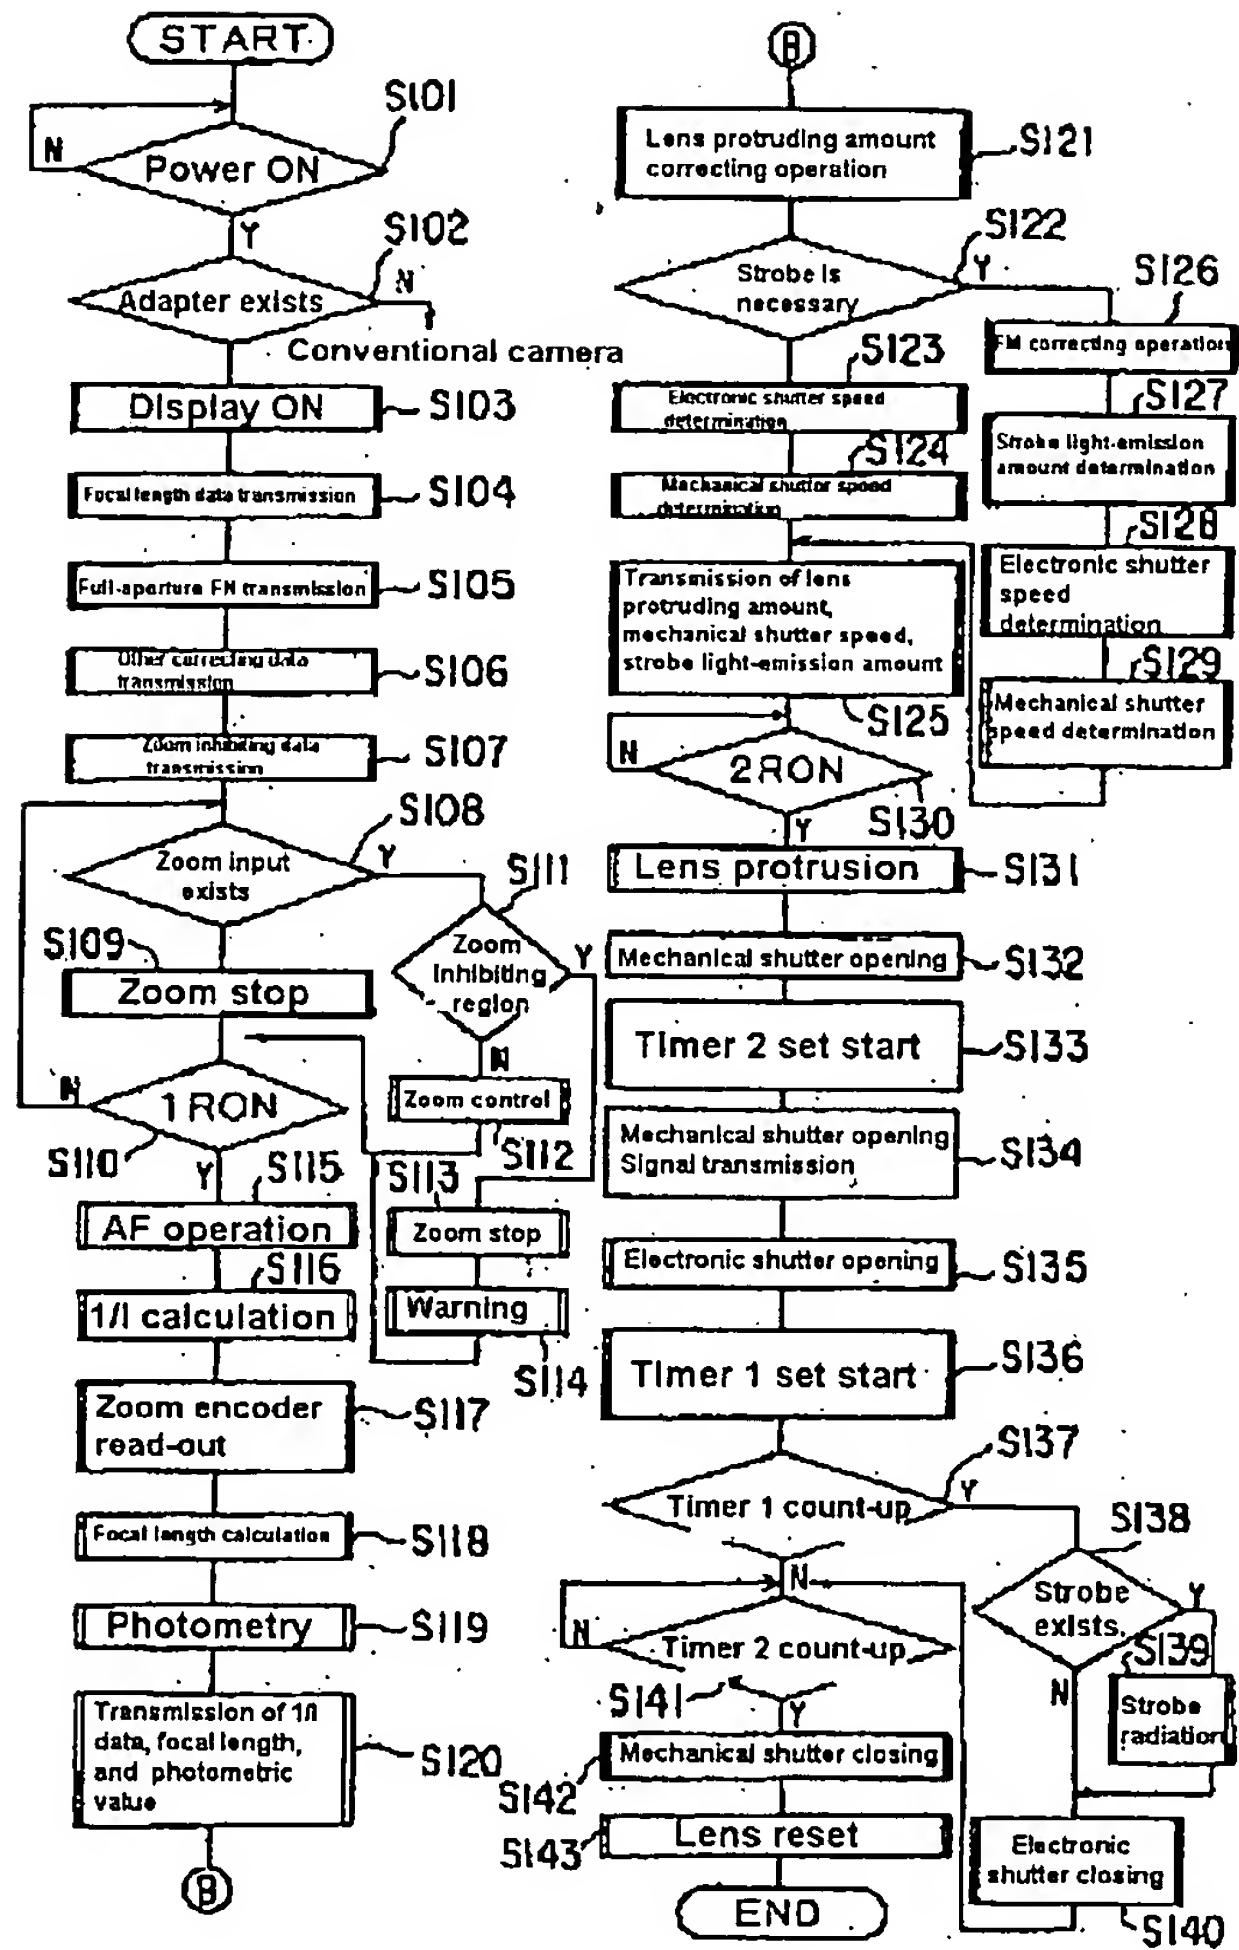 START
S101
N
Power ON
Y
S102
N
Adapter exists
Conventional camera
Display ON
S103
Focal length data transmission
S104
Full-aperture FN transmission
S105
Other correcting data
transmission
S106
Zoom inhibiting data
transmission
S107
S108
Zoom input
exists
Y
S111
Zoom
Inhibiting
region
Y
N
S109
Zoom stop
N
1 RON
S110
Y
Zoom control
S112
S113
Zoom stop
Warning
S114
S115
AF operation
S116
1/l calculation
Zoom encoder
read-out
S117
Focal length calculation
S118
Photometry
S119
Transmission of 1/l
data, focal length,
and photometric
value
S120
B
B
Lens protruding amount
correcting operation
S121
S122
Strobe is
necessary
Y
S123
Electronic shutter speed
determination
S124
Mechanical shutter speed
determination
S126
FM correcting operation
S127
Strobe light-emission
amount determination
S128
Electronic shutter
speed
determination
S129
Mechanical shutter
speed determination
Transmission of lens
protruding amount,
mechanical shutter speed,
strobe light-emission amount
S125
N
2 RON
Y
S130
Lens protrusion
S131
Mechanical shutter opening
S132
Timer 2 set start
S133
Mechanical shutter opening
Signal transmission
S134
Electronic shutter opening
S135
Timer 1 set start
S136
S137
Timer 1 count-up
Y
N
S138
Strobe
exists.
Y
N
S139
Strobe
radiation
N
Timer 2 count-up
S141
Y
Mechanical shutter closing
S142
Lens reset
S143
Electronic
shutter closing
S140
END